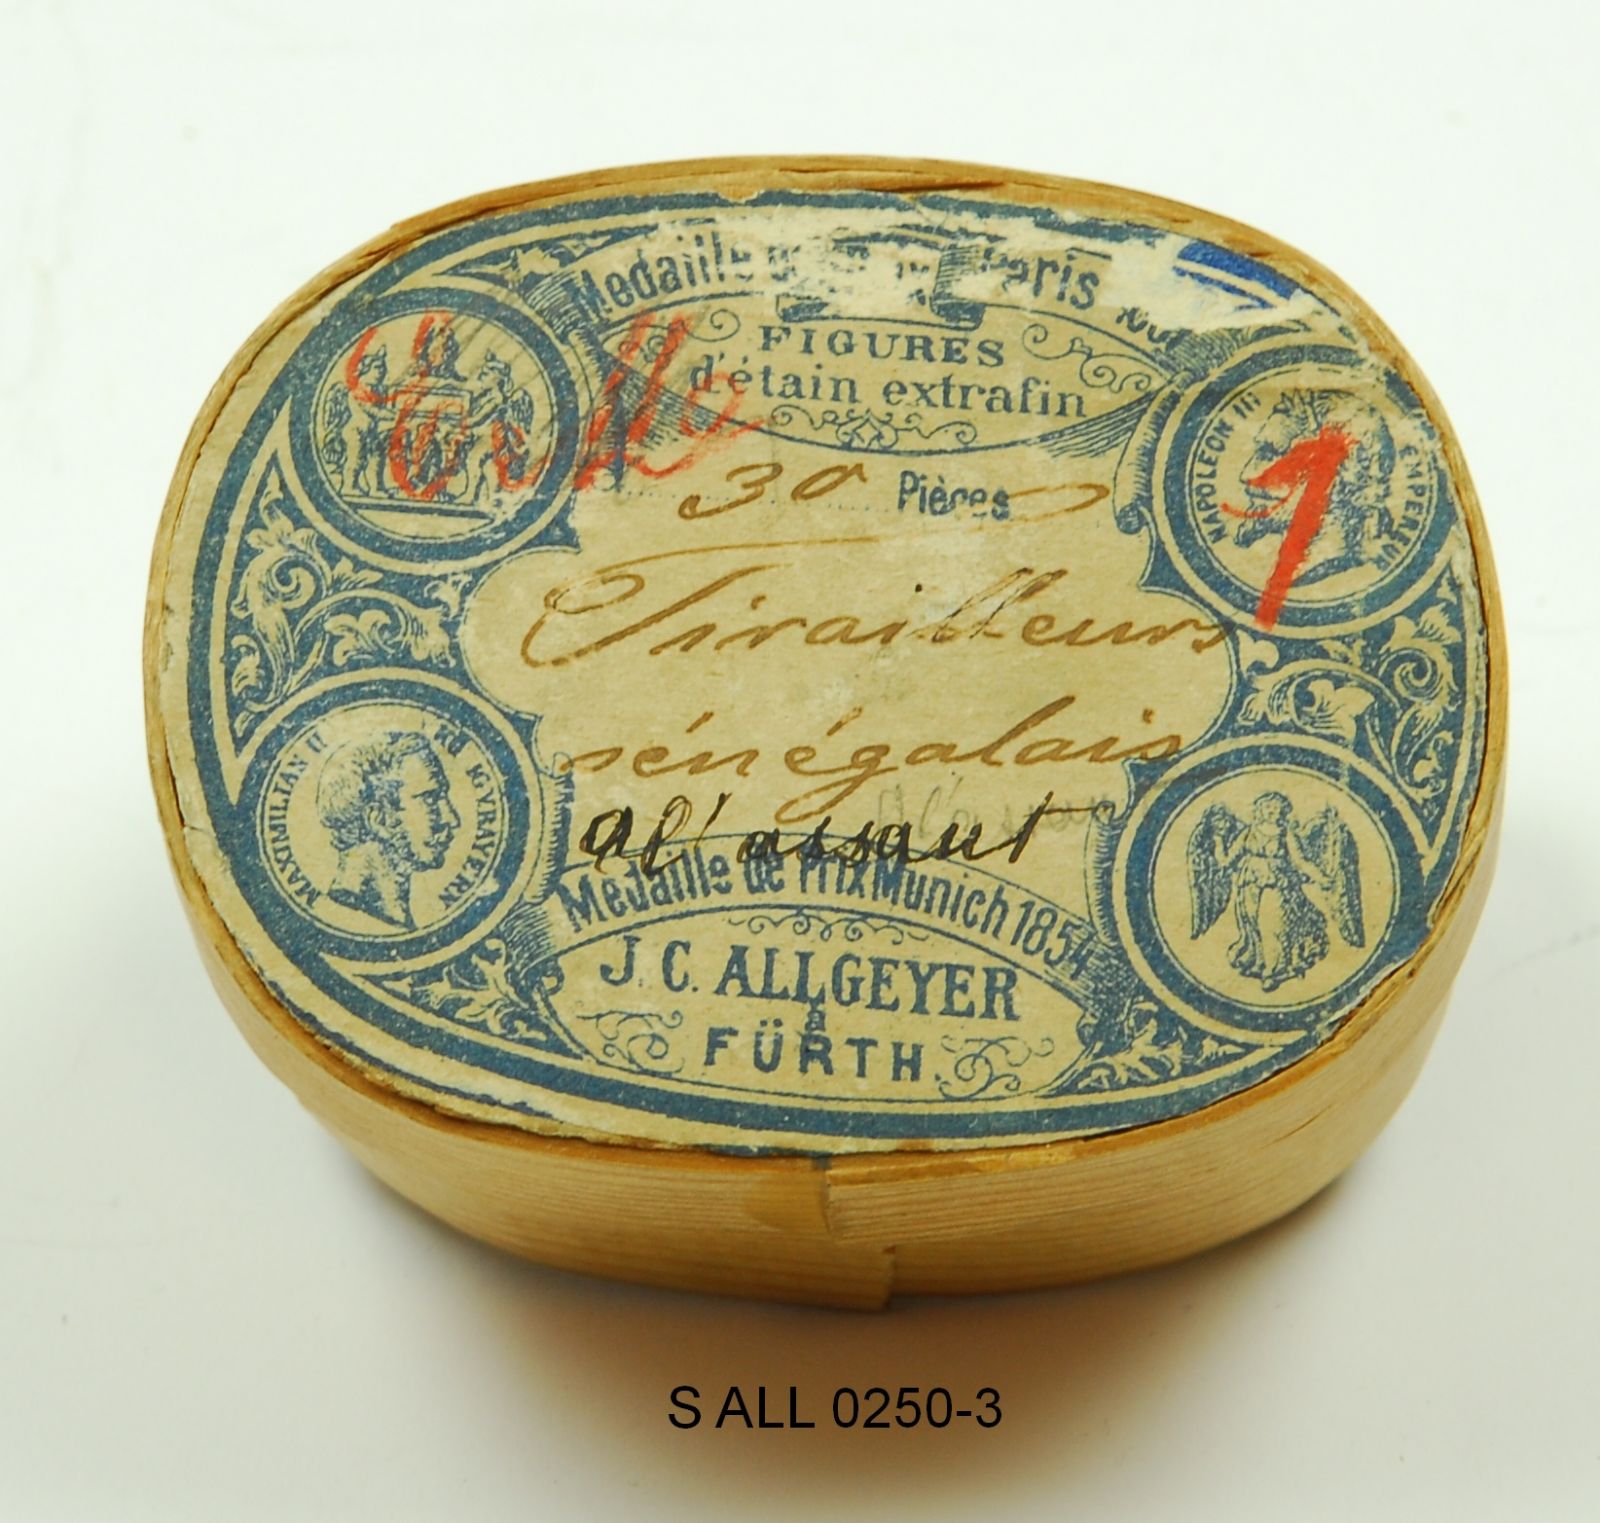 Medaille Paris
FIGURES
d'étain extrafin
30 Pièces
NAPOLEON III EMPEREUR
1
Tirailleurs
sénégalais
a l'assaut
MAXIMILIAN II
Medaille de Prix Munich 1854
J. C. ALLGEYER
FÜRTH.
S ALL 0250-3